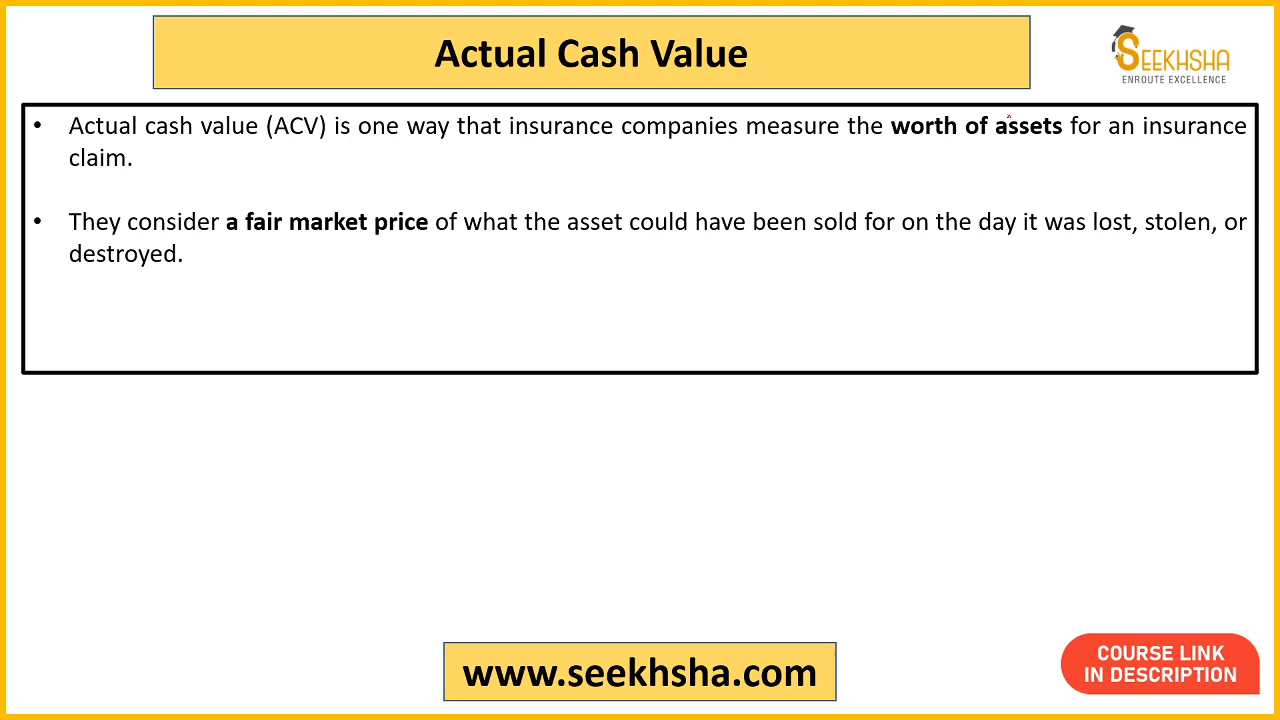 Actual Cash Value
SEEKHSHA
ENROUTE EXCELLENCE
• Actual cash value (ACV) is one way that insurance companies measure the worth of assets for an insurance
claim.
• They consider a fair market price of what the asset could have been sold for on the day it was lost, stolen, or
destroyed.
www.seekhsha.com
COURSE LINK
IN DESCRIPTION